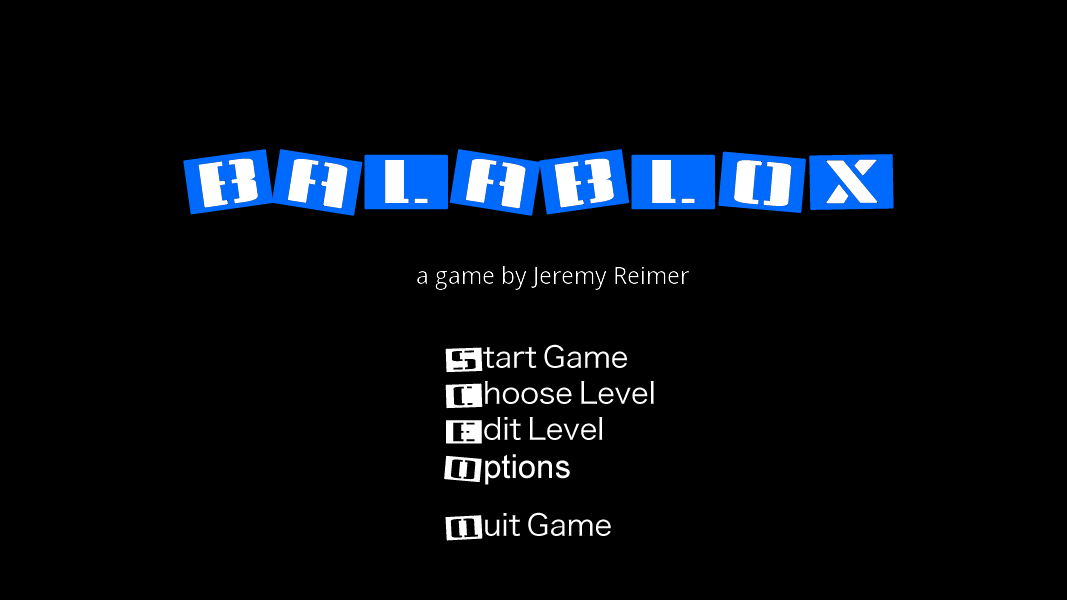 BALABLOX
a game by Jeremy Reimer
Start Game
Choose Level
Edit Level
Options
Quit Game